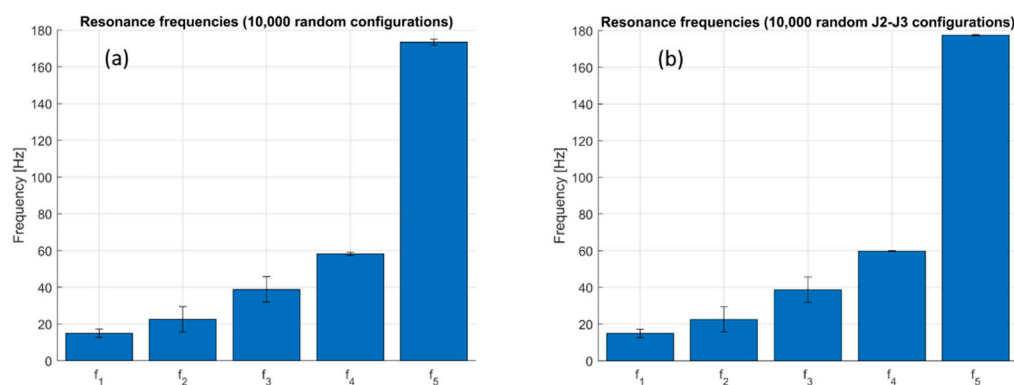 Resonance frequencies (10,000 random configurations)
(a)
Frequency [Hz]
180
160
140
120
100
80
60
40
20
0
f1 f2 f3 f4 f5
Resonance frequencies (10,000 random J2-J3 configurations)
(b)
Frequency [Hz]
180
160
140
120
100
80
60
40
20
0
f1 f2 f3 f4 f5